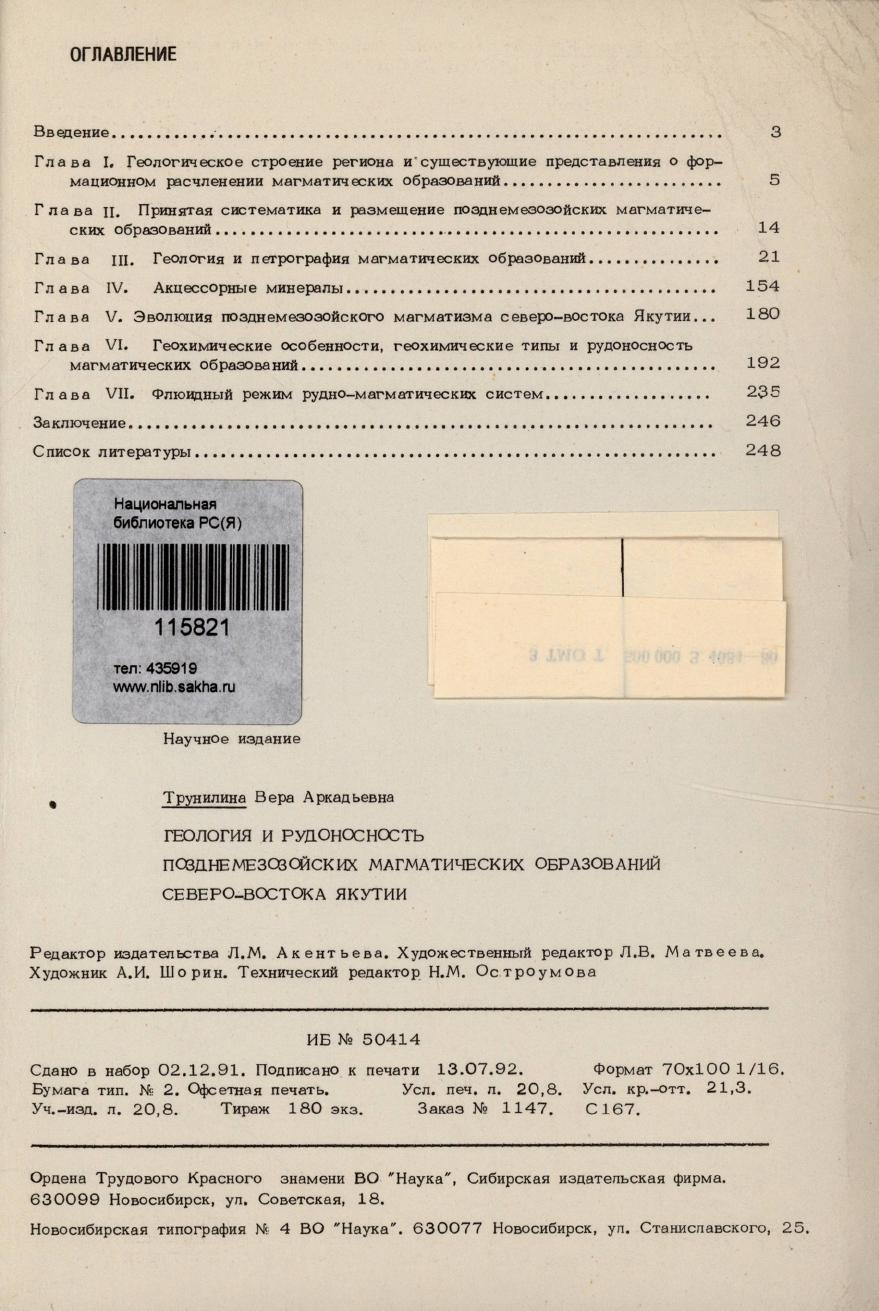 ОГЛАВЛЕНИЕ
Введение................................................................ 3
Глава I. Геологическое строение региона и существующие представления о фор-
мационном расчленении магматических образований........................ 5
Глава II. Принятая систематика и размещение позднемезозойских магматиче-
ских образований....................................................... 14
Глава III. Геология и петрография магматических образований............... 21
Глава IV. Акцессорные минералы......................................... 154
Глава V. Эволюция позднемезозойского магматизма северо-востока Якутии... 180
Глава VI. Геохимические особенности, геохимические типы и рудоносность
магматических образований.............................................. 192
Глава VII. Флюидный режим рудно-магматических систем................... 235
Заключение............................................................. 246
Список литературы...................................................... 248
Национальная
библиотека РС(Я)
115821
тел: 435919
www.nlib.sakha.ru
Научное издание
Трунилина Вера Аркадьевна
ГЕОЛОГИЯ И РУДОНОСНОСТЬ
ПОЗДНЕМЕЗОЗОЙСКИХ МАГМАТИЧЕСКИХ ОБРАЗОВАНИЙ
СЕВЕРО-ВОСТОКА ЯКУТИИ
Редактор издательства Л.М. Акентьева. Художественный редактор Л.В. Матвеева.
Художник А.И. Шорин. Технический редактор Н.М. Остроумова
ИБ № 50414
Сдано в набор 02.12.91. Подписано к печати 13.07.92. Формат 70х100 1/16.
Бумага тип. № 2. Офсетная печать. Усл. печ. л. 20,8. Усл. кр.-отт. 21,3.
Уч.-изд. л. 20,8. Тираж 180 экз. Заказ № 1147. С 167.
Ордена Трудового Красного знамени ВО "Наука", Сибирская издательская фирма.
630099 Новосибирск, ул. Советская, 18.
Новосибирская типография № 4 ВО "Наука". 630077 Новосибирск, ул. Станиславского, 25.